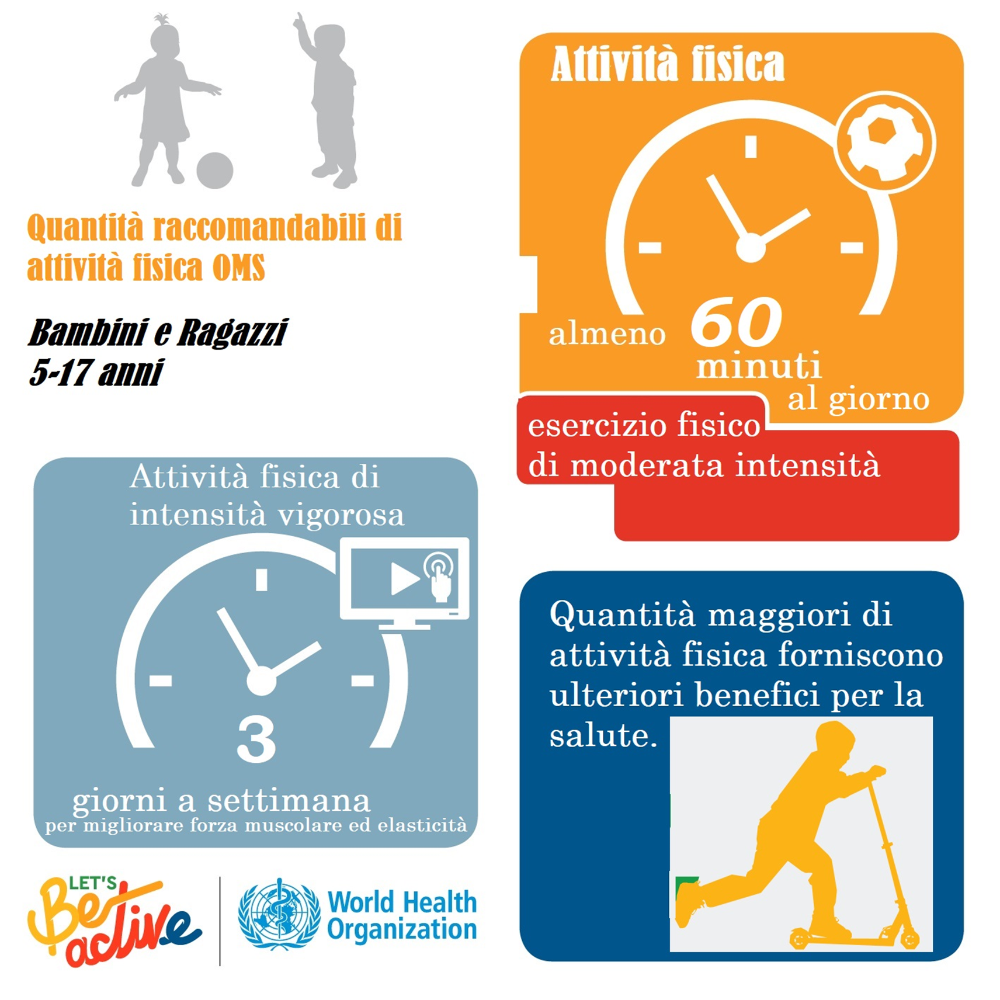 Quantità raccomandabili di
attività fisica OMS
Bambini e Ragazzi
5-17 anni
Attività fisica
almeno 60
minuti
al giorno
esercizio fisico
di moderata intensità
Attività fisica di
intensità vigorosa
3
giorni a settimana
per migliorare forza muscolare ed elasticità
Quantità maggiori di
attività fisica forniscono
ulteriori benefici per la
salute.
LET'S
Be
active
World Health
Organization